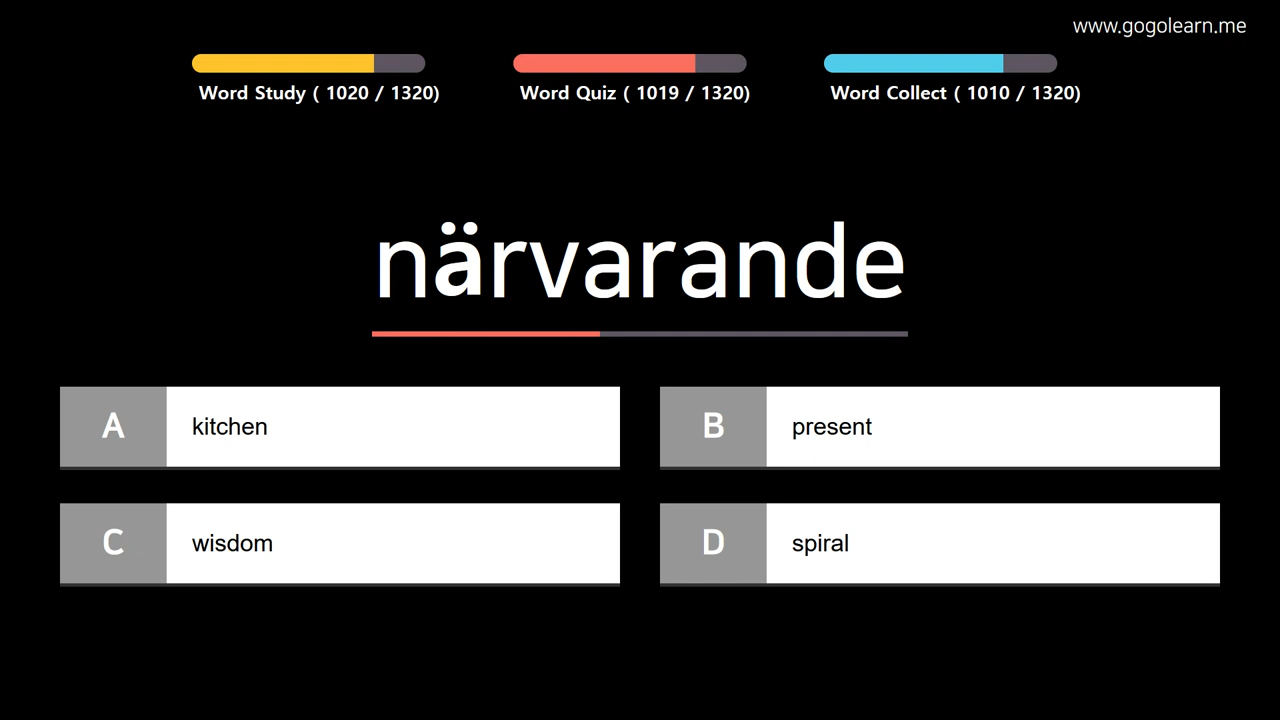 www.gogolearn.me
Word Study ( 1020 / 1320)
Word Quiz ( 1019 / 1320)
Word Collect ( 1010 / 1320)
närvarande
A kitchen
B present
C wisdom
D spiral